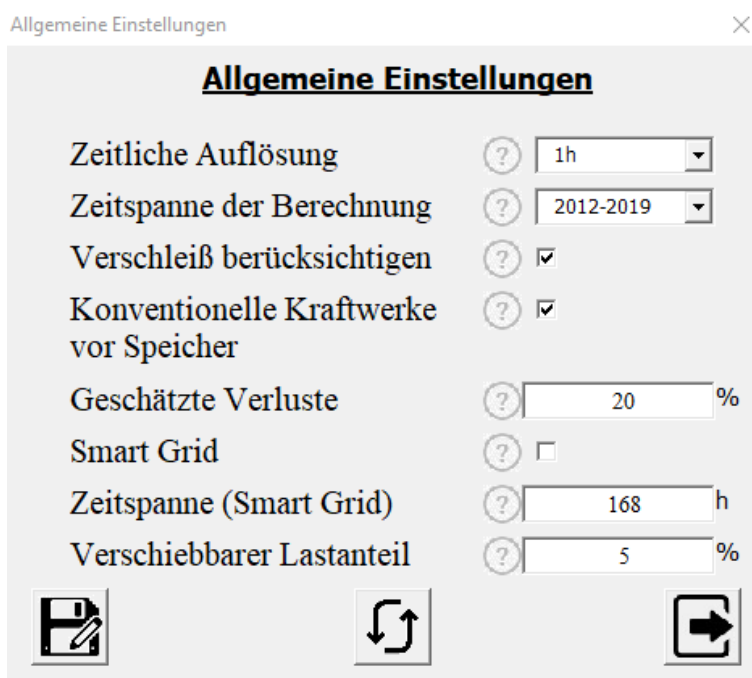 Allgemeine Einstellungen
Allgemeine Einstellungen
Zeitliche Auflösung ? 1h
Zeitspanne der Berechnung ? 2012-2019
Verschleiß berücksichtigen ?
Konventionelle Kraftwerke ?
vor Speicher
Geschätzte Verluste ? 20 %
Smart Grid ?
Zeitspanne (Smart Grid) ? 168 h
Verschiebbarer Lastanteil ? 5 %